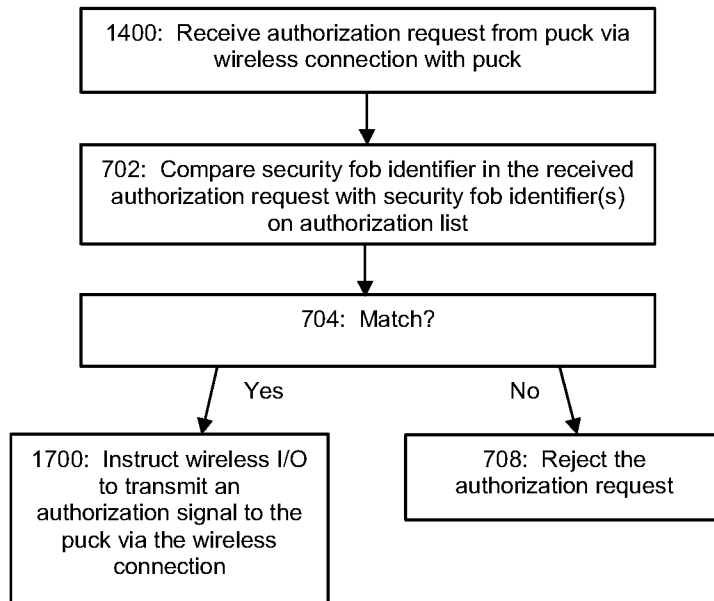 1400: Receive authorization request from puck via
wireless connection with puck
702: Compare security fob identifier in the received
authorization request with security fob identifier(s)
on authorization list
704: Match?
Yes
No
1700: Instruct wireless I/O
to transmit an
authorization signal to the
puck via the wireless
connection
708: Reject the
authorization request